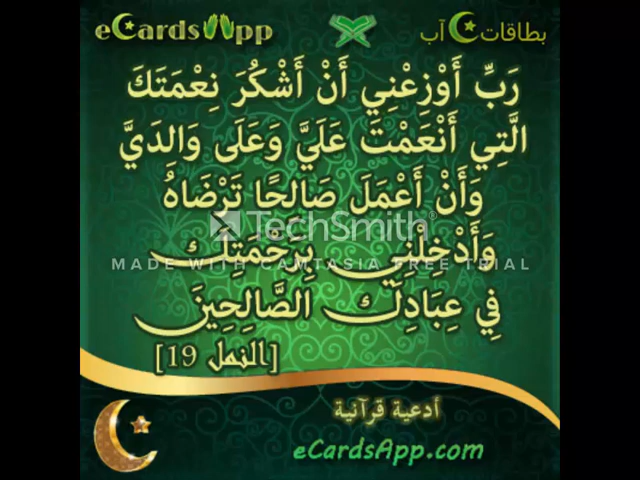 eCardsApp
بطاقات آب
رَبِّ أَوْزِعْنِي أَنْ أَشْكُرَ نِعْمَتَكَ
الَّتِي أَنْعَمْتَ عَلَيَّ وَعَلَى وَالِدَيَّ
وَأَنْ أَعْمَلَ صَالِحًا تَرْضَاهُ
TechSmith®
وَأَدْخِلْنِي بِرَحْمَتِكَ
MADE WITH CAMTASIA FREE TRIAL
فِي عِبَادِكَ الصَّالِحِينَ
[النمل 19]
أدعية قرآنية
eCardsApp.com